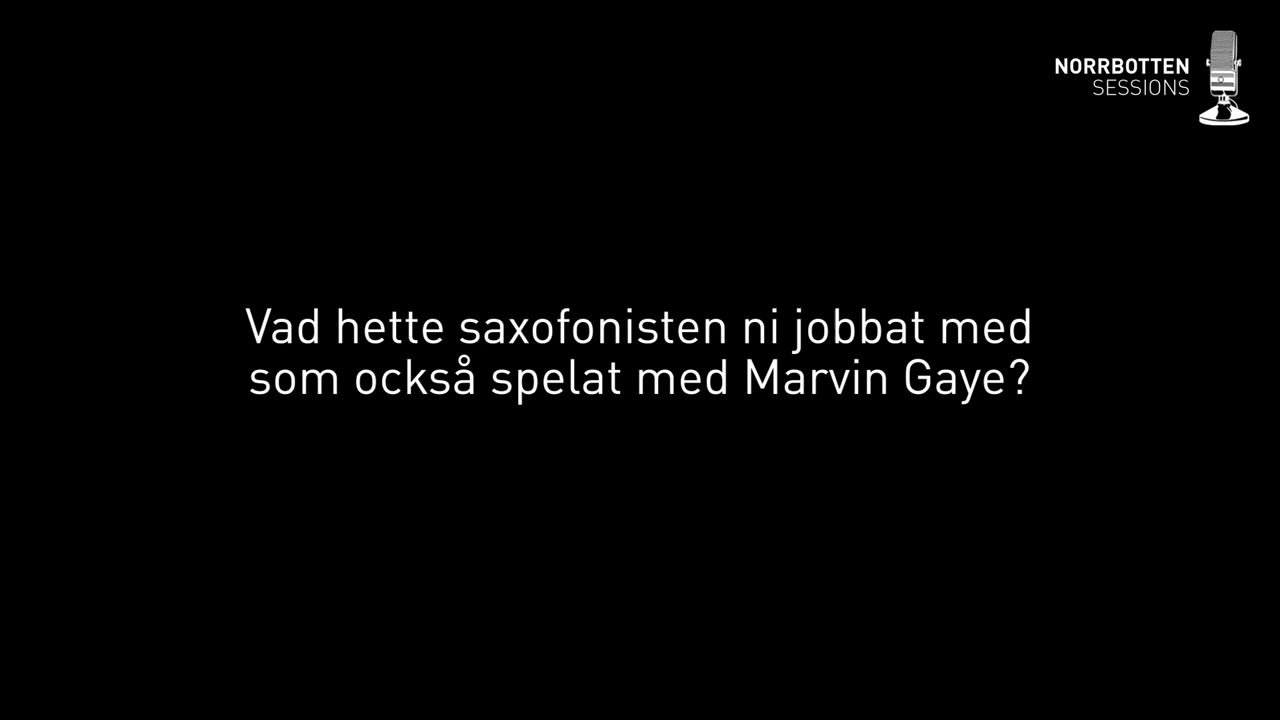 NORRBOTTEN
SESSIONS
Vad hette saxofonisten ni jobbat med
som också spelat med Marvin Gaye?